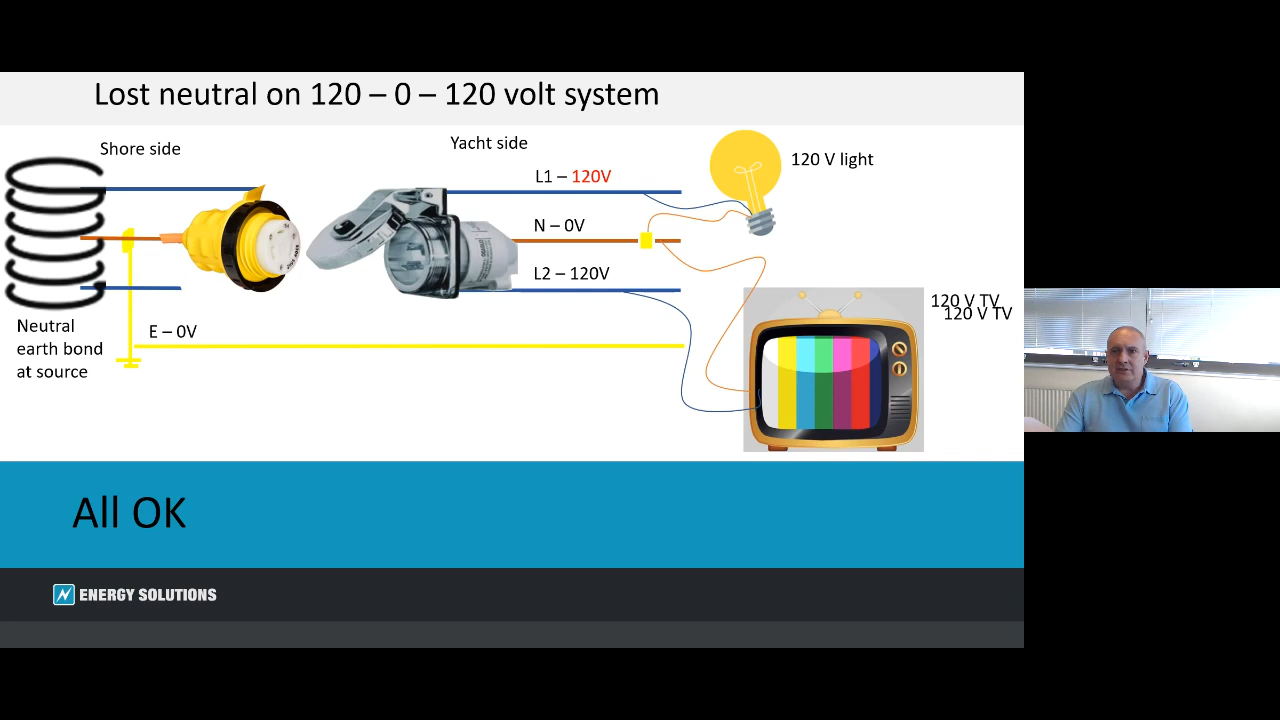 Lost neutral on 120 – 0 – 120 volt system
Shore side
Yacht side
120 V light
L1 – 120V
N – 0V
L2 – 120V
120 V TV
120 V TV
Neutral
earth bond
at source
E – 0V
All OK
ENERGY SOLUTIONS